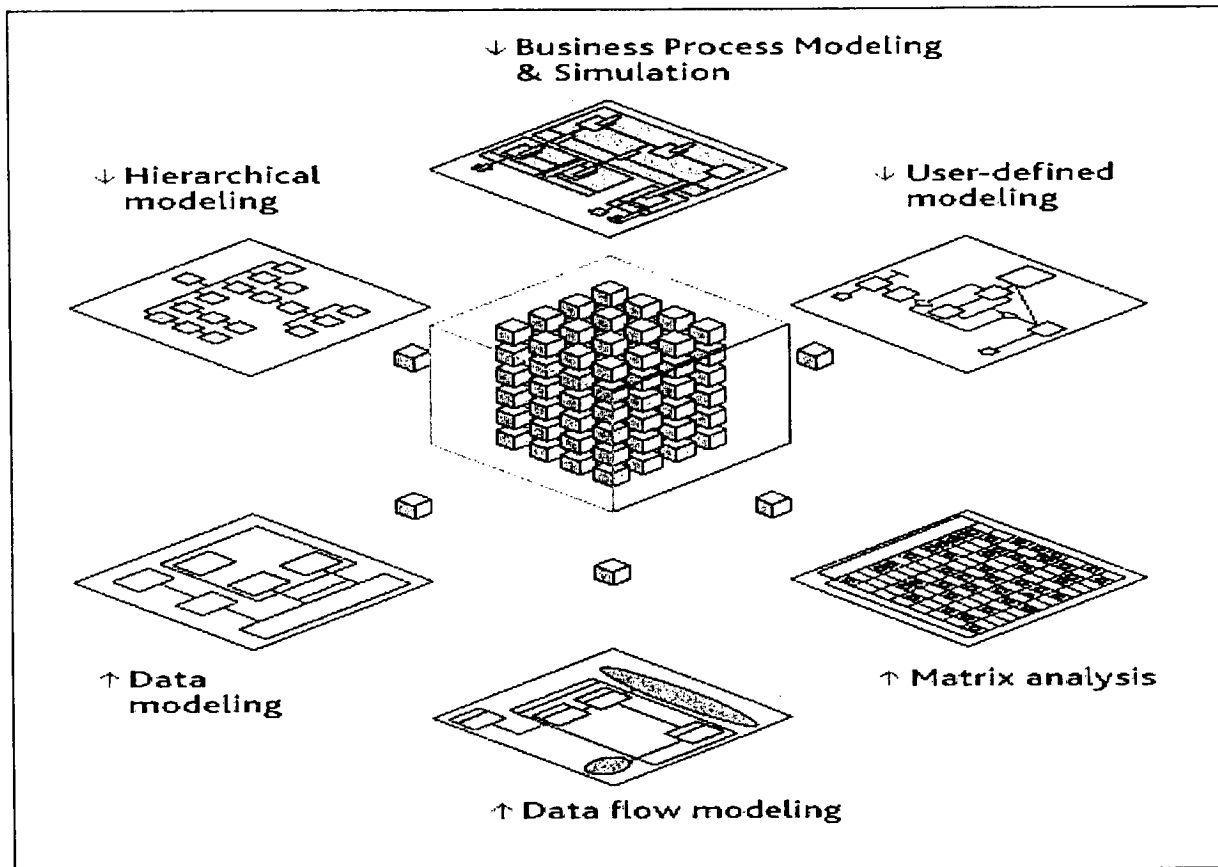 ↓ Business Process Modeling
& Simulation
↓ Hierarchical
modeling
↓ User-defined
modeling
↑ Data
modeling
↑ Matrix analysis
↑ Data flow modeling